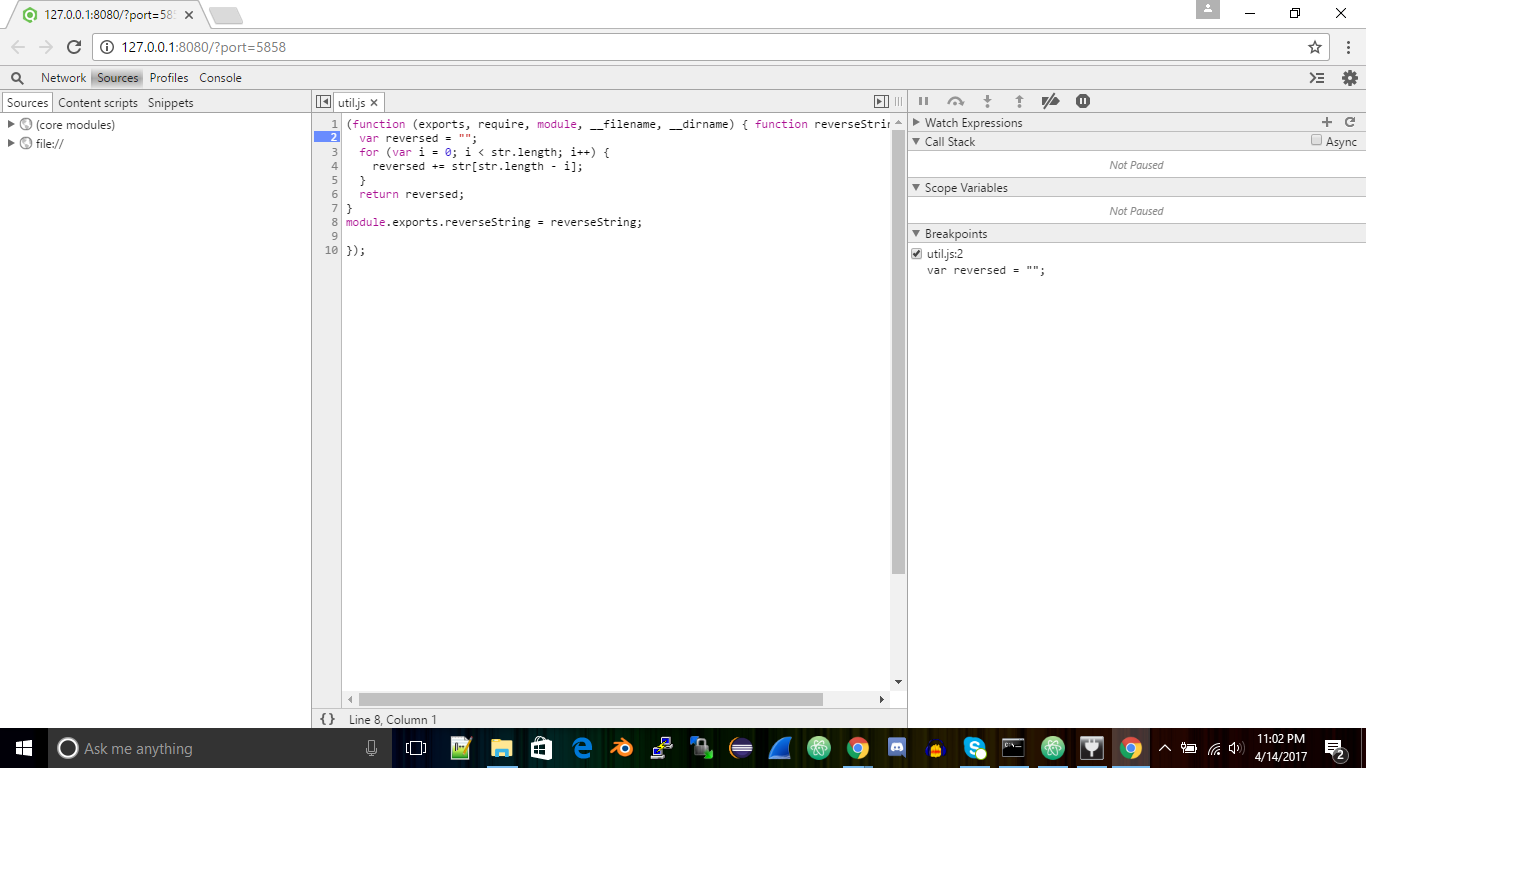 127.0.0.1:8080/?port=58
127.0.0.1:8080/?port=5858
Network Sources Profiles Console
Sources Content scripts Snippets
(core modules)
file://
util.js
1 (function (exports, require, module, __filename, __dirname) { function reverseStrin
2 var reversed = "";
3 for (var i = 0; i < str.length; i++) {
4 reversed += str[str.length - i];
5 }
6 return reversed;
7 }
8 module.exports.reverseString = reverseString;
9
10 });
{} Line 8, Column 1
Watch Expressions
Call Stack Async
Not Paused
Scope Variables
Not Paused
Breakpoints
util.js:2
var reversed = "";
Ask me anything
11:02 PM
4/14/2017
2